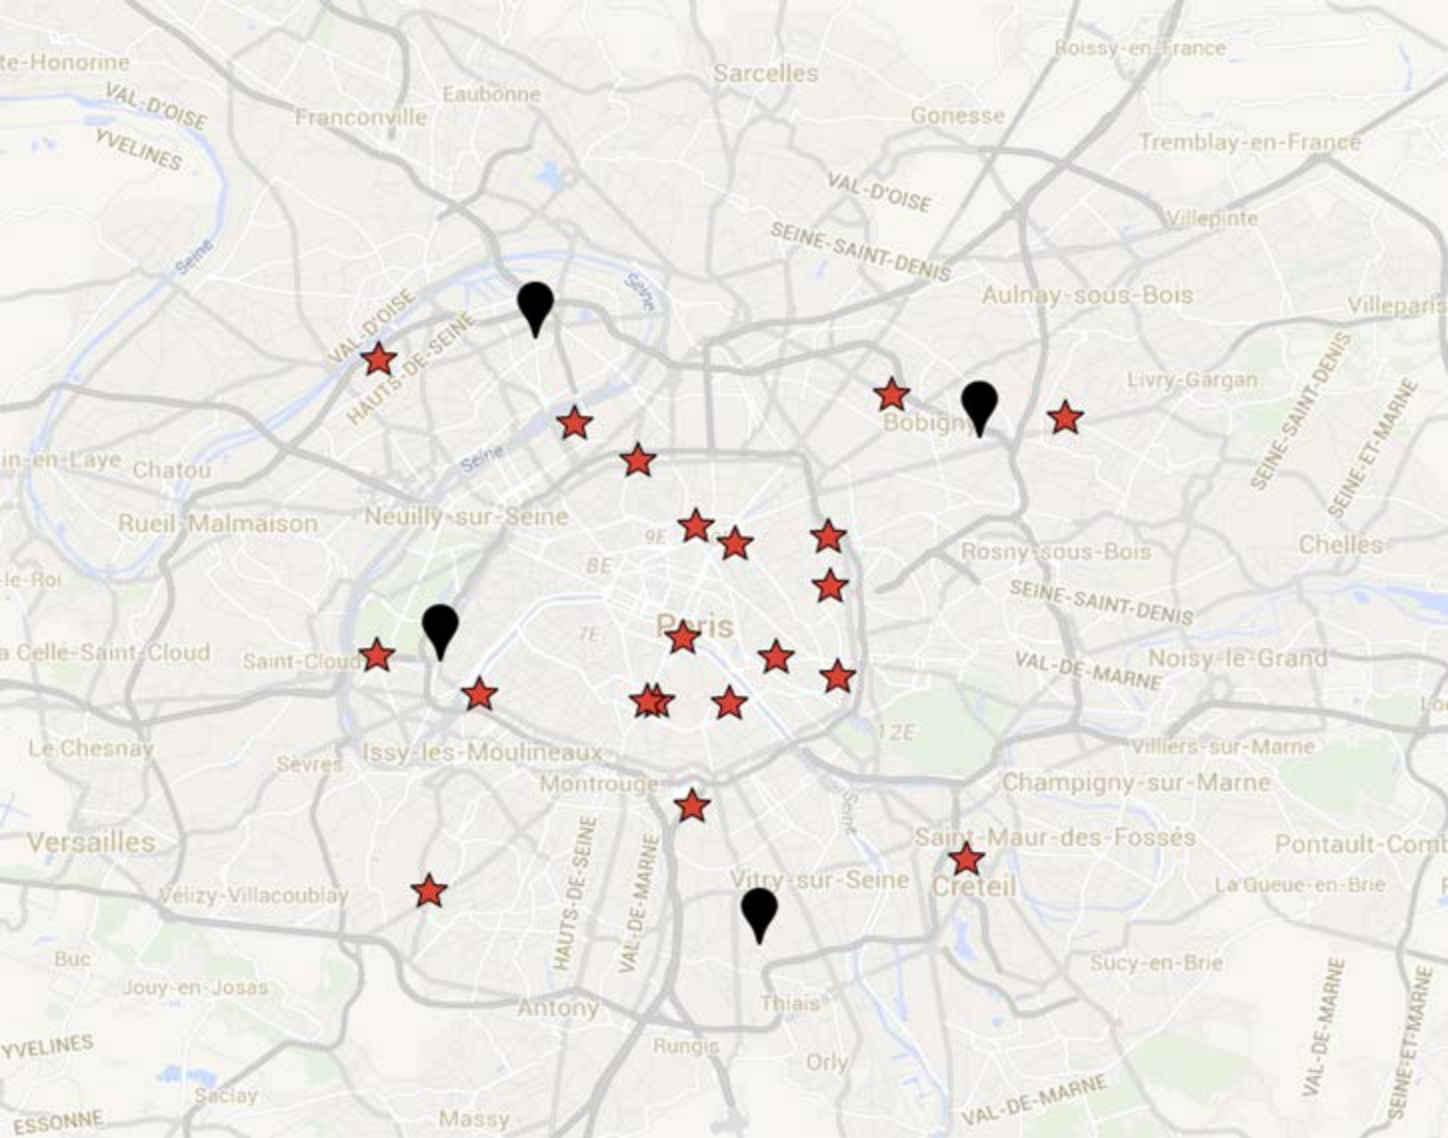 te-Honorine
VAL-D'OISE
YVELINES
Franconville
Eaubonne
Sarcelles
Gonesse
Roissy-en-France
Tremblay-en-France
VAL-D'OISE
Villepinte
SEINE-SAINT-DENIS
Seine
Seine
Aulnay-sous-Bois
Villeparis
VAL-D'OISE
HAUTS-DE-SEINE
Livry-Gargan
SEINE-SAINT-DENIS
SEINE-ET-MARNE
Bobigny
in-en-Laye
Chatou
Seine
Rueil-Malmaison
Neuilly-sur-Seine
9E
8E
Rosny-sous-Bois
Chelles
le-Roi
SEINE-SAINT-DENIS
Paris
7E
a Celle-Saint-Cloud
Saint-Cloud
VAL-DE-MARNE
Noisy-le-Grand
12E
Le Chesnay
Sèvres
Issy-les-Moulineaux
Villiers-sur-Marne
Montrouge
Champigny-sur-Marne
Seine
Versailles
Saint-Maur-des-Fossés
Pontault-Comb
HAUTS-DE-SEINE
VAL-DE-MARNE
Vélizy-Villacoublay
Vitry-sur-Seine
Créteil
La Queue-en-Brie
Buc
Sucy-en-Brie
Jouy-en-Josas
Antony
Thiais
VAL-DE-MARNE
SEINE-ET-MARNE
YVELINES
Rungis
Orly
Saclay
Massy
VAL-DE-MARNE
ESSONNE